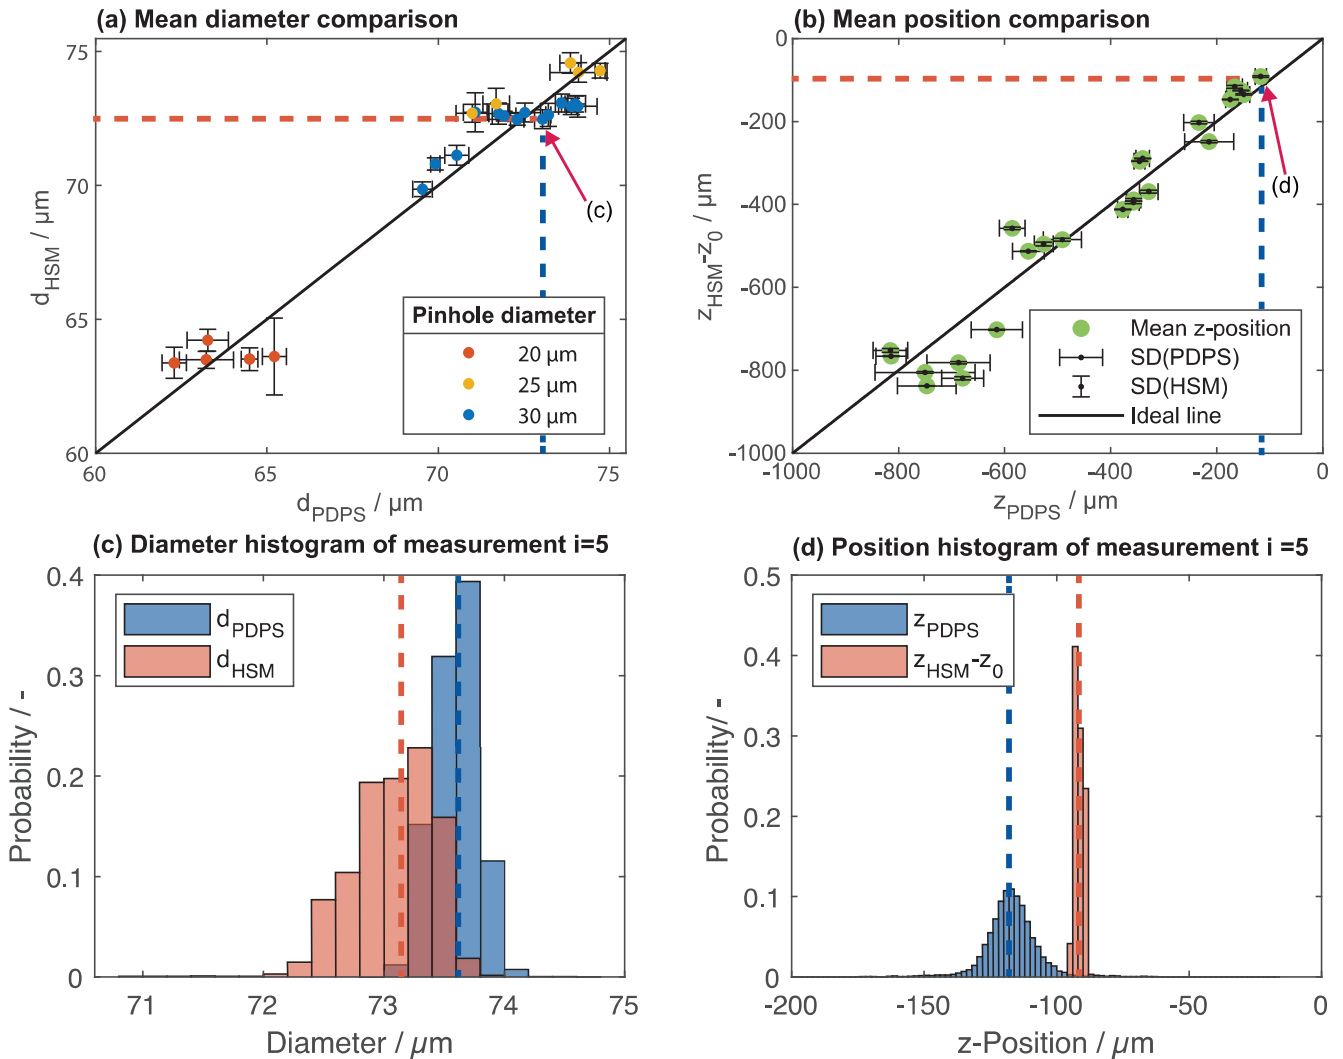 (a) Mean diameter comparison
75
70
65
60
d_HSM / µm
60
65
70
75
d_PDPS / µm
(c)
Pinhole diameter
20 µm
25 µm
30 µm
(b) Mean position comparison
0
-200
-400
-600
-800
-1000
z_HSM-z_0 / µm
-1000
-800
-600
-400
-200
0
z_PDPS / µm
(d)
Mean z-position
SD(PDPS)
SD(HSM)
Ideal line
(c) Diameter histogram of measurement i=5
0.4
0.3
0.2
0.1
0
Probability / -
71
72
73
74
75
Diameter / µm
d_PDPS
d_HSM
(d) Position histogram of measurement i =5
0.5
0.4
0.3
0.2
0.1
0
Probability/ -
-200
-150
-100
-50
0
z-Position / µm
z_PDPS
z_HSM-z_0